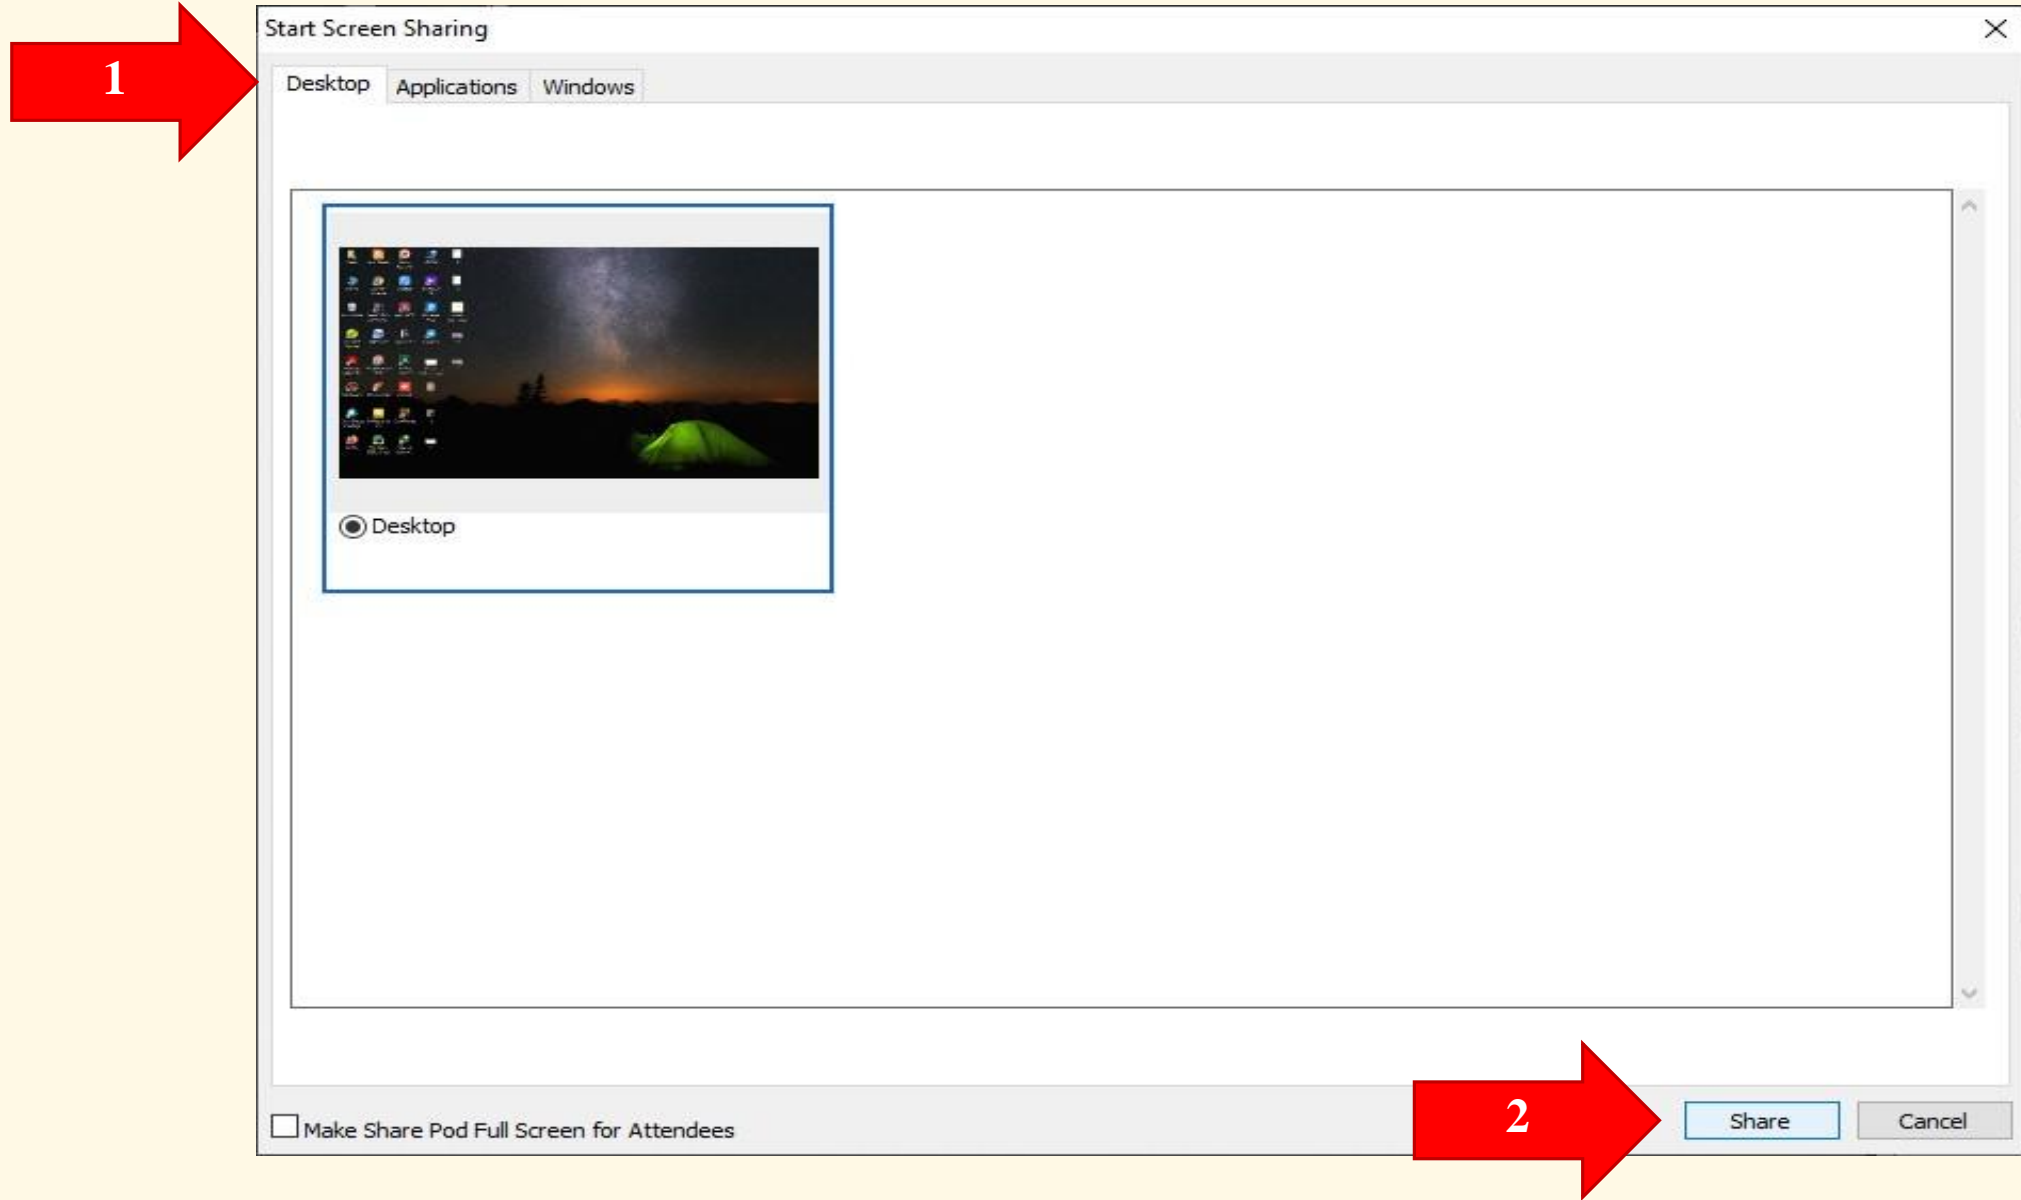 Start Screen Sharing
1
Desktop Applications Windows
Desktop
2
Make Share Pod Full Screen for Attendees
Share Cancel